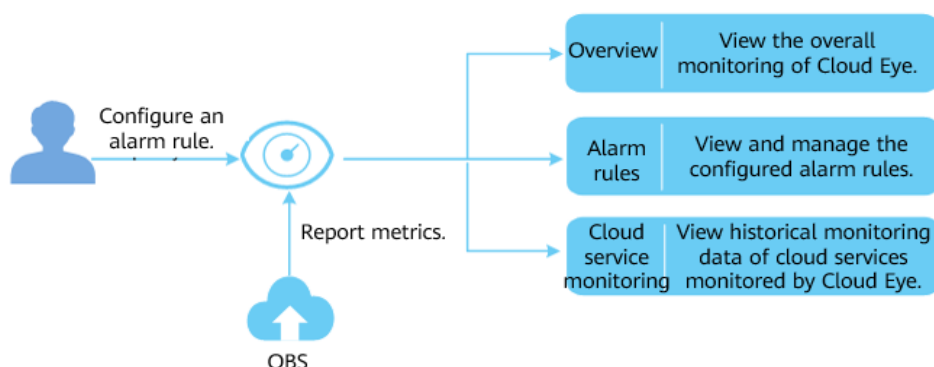 Configure an
alarm rule.
Report metrics.
OBS
Overview
View the overall
monitoring of Cloud Eye.
Alarm
rules
View and manage the
configured alarm rules.
Cloud
service
monitoring
View historical monitoring
data of cloud services
monitored by Cloud Eye.